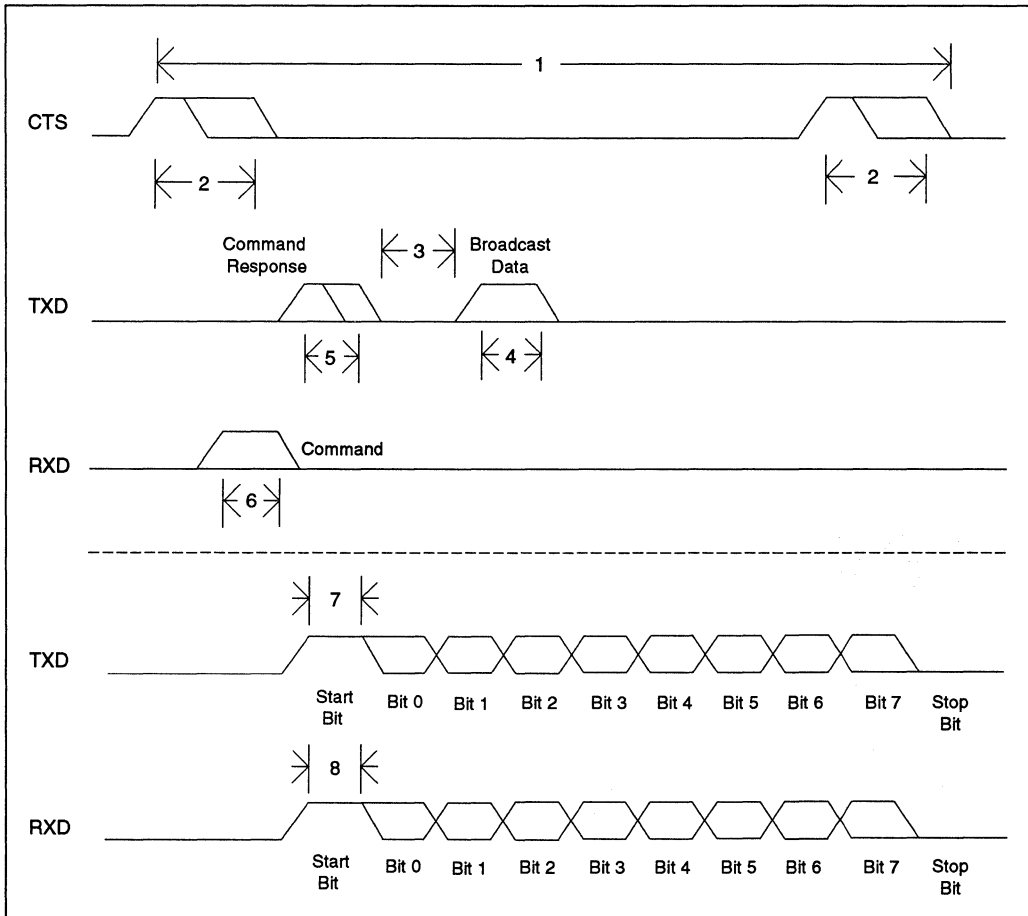 1
CTS
2 2
Command Response
3
Broadcast Data
TXD
5 4
RXD
Command
6
7
TXD
Start Bit
Bit 0 Bit 1 Bit 2 Bit 3 Bit 4 Bit 5 Bit 6 Bit 7
Stop Bit
8
RXD
Start Bit
Bit 0 Bit 1 Bit 2 Bit 3 Bit 4 Bit 5 Bit 6 Bit 7
Stop Bit